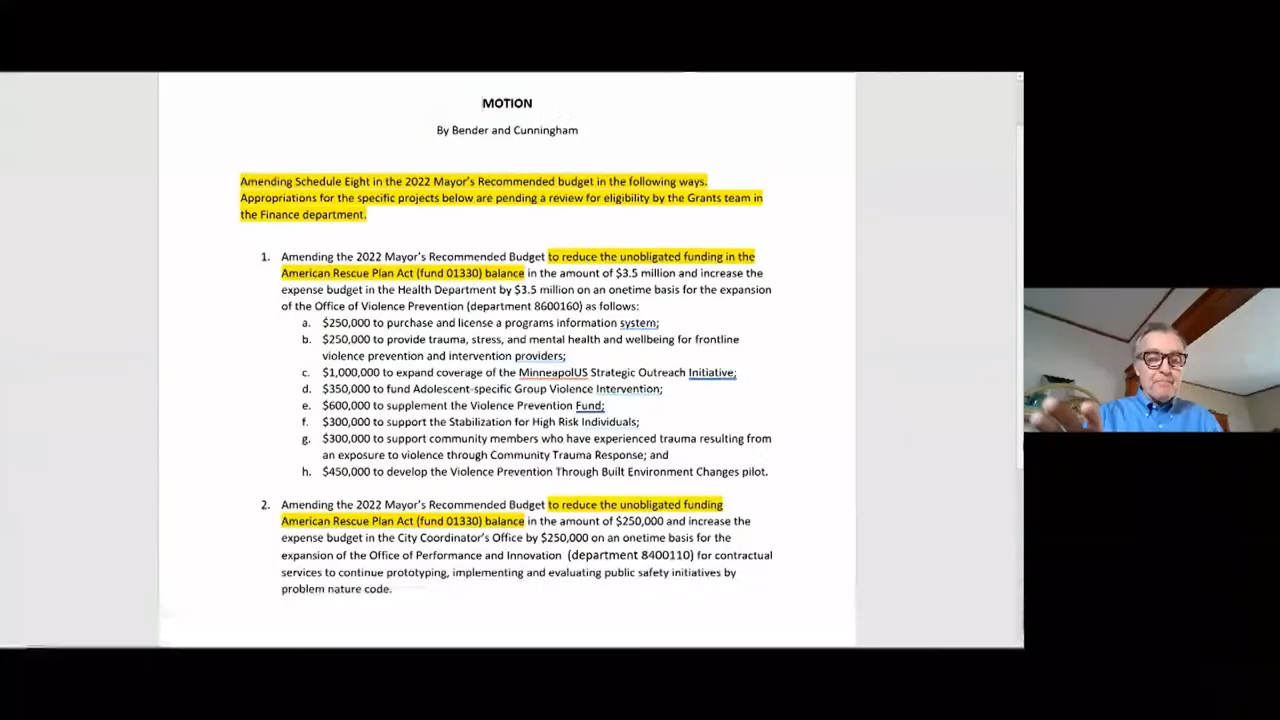 MOTION
By Bender and Cunningham
Amending Schedule Eight in the 2022 Mayor's Recommended budget in the following ways.
Appropriations for the specific projects below are pending a review for eligibility by the Grants team in
the Finance department.
1. Amending the 2022 Mayor's Recommended Budget to reduce the unobligated funding in the
American Rescue Plan Act (fund 01330) balance in the amount of $3.5 million and increase the
expense budget in the Health Department by $3.5 million on an onetime basis for the expansion
of the Office of Violence Prevention (department 8600160) as follows:
a. $250,000 to purchase and license a programs information system;
b. $250,000 to provide trauma, stress, and mental health and wellbeing for frontline
violence prevention and intervention providers;
c. $1,000,000 to expand coverage of the MinneapolUS Strategic Outreach Initiative;
d. $350,000 to fund Adolescent-specific Group Violence Intervention;
e. $600,000 to supplement the Violence Prevention Fund;
f. $300,000 to support the Stabilization for High Risk Individuals;
g. $300,000 to support community members who have experienced trauma resulting from
an exposure to violence through Community Trauma Response; and
h. $450,000 to develop the Violence Prevention Through Built Environment Changes pilot.
2. Amending the 2022 Mayor's Recommended Budget to reduce the unobligated funding
American Rescue Plan Act (fund 01330) balance in the amount of $250,000 and increase the
expense budget in the City Coordinator's Office by $250,000 on an onetime basis for the
expansion of the Office of Performance and Innovation (department 8400110) for contractual
services to continue prototyping, implementing and evaluating public safety initiatives by
problem nature code.